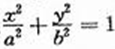 x²/a² + y²/b² = 1